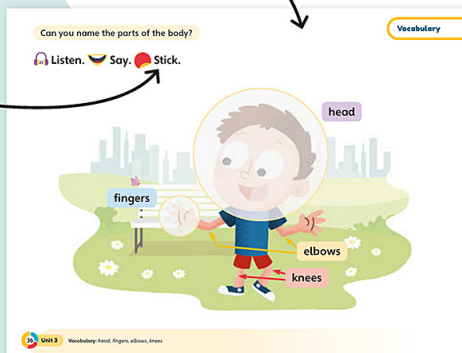 Vocabulary
Can you name the parts of the body?
Listen. Say. Stick.
head
fingers
elbows
knees
36 Unit 3 Vocabulary: head, fingers, elbows, knees